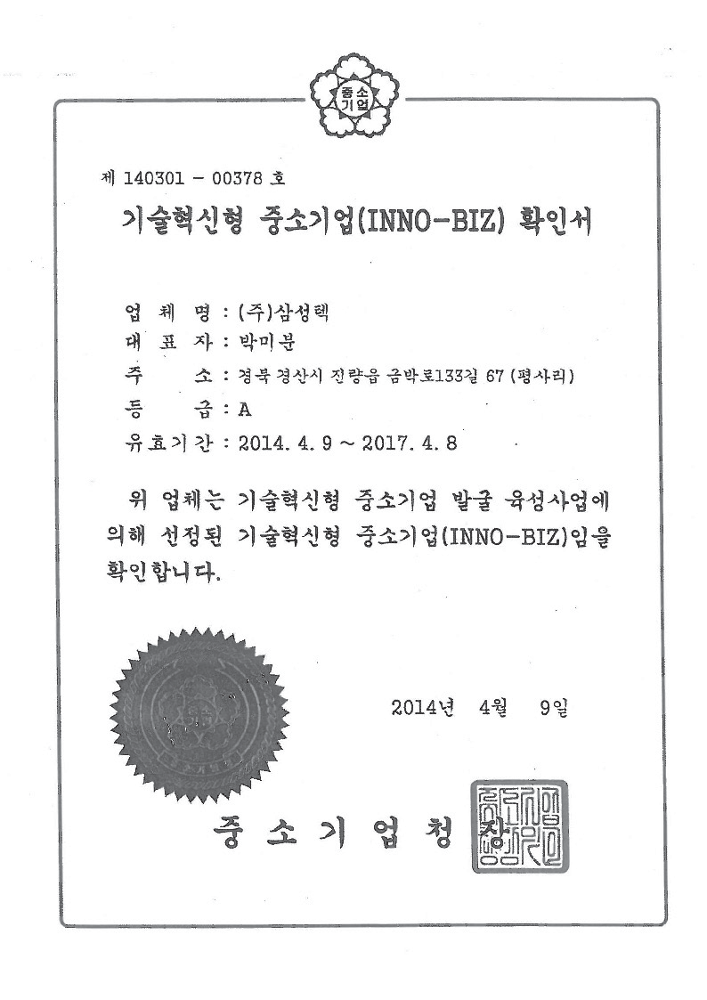 중소
기업
제 140301 - 00378 호
기술혁신형 중소기업(INNO-BIZ) 확인서
업 체 명 : (주)삼성텍
대 표 자 : 박미분
주 소 : 경북 경산시 진량읍 금박로133길 67 (평사리)
등 급 : A
유효기간 : 2014. 4. 9 ~ 2017. 4. 8
위 업체는 기술혁신형 중소기업 발굴 육성사업에
의해 선정된 기술혁신형 중소기업(INNO-BIZ)임을
확인합니다.
2014년 4월 9일
중 소 기 업 청 장